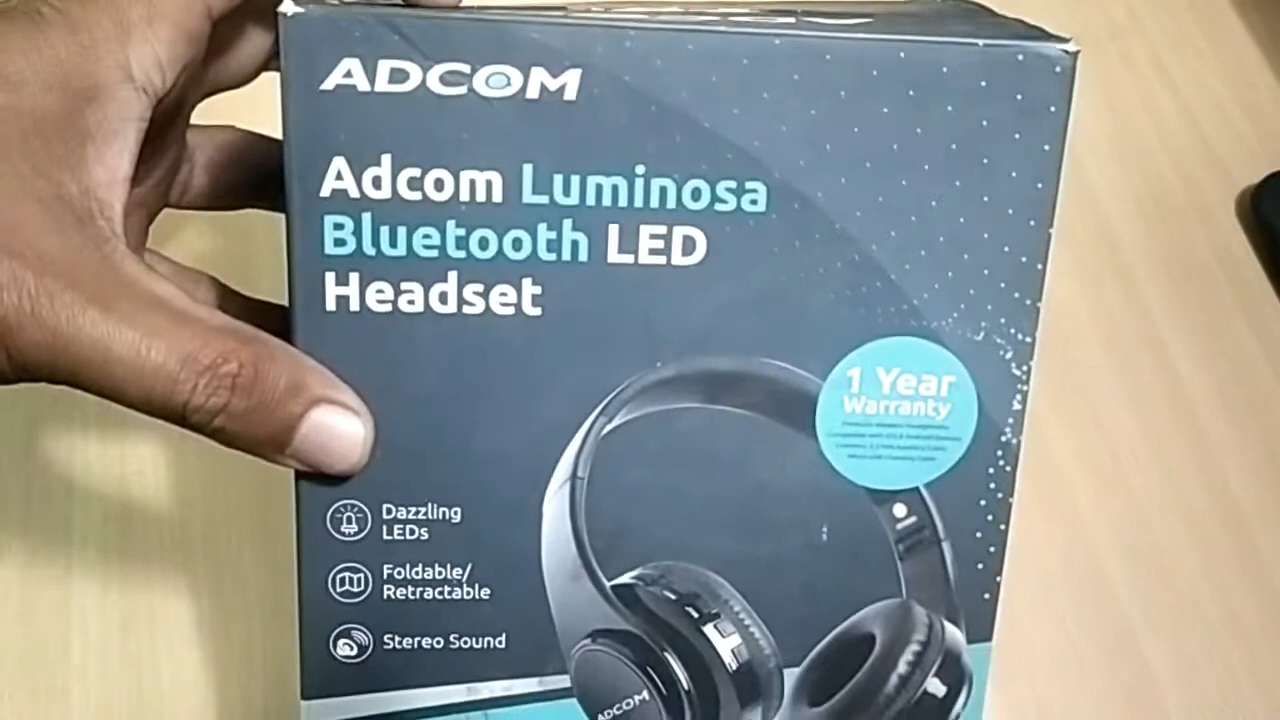 ADCOM
Adcom Luminosa
Bluetooth LED
Headset
1 Year
Warranty
Dazzling
LEDs
Foldable/
Retractable
Stereo Sound
ADCOM